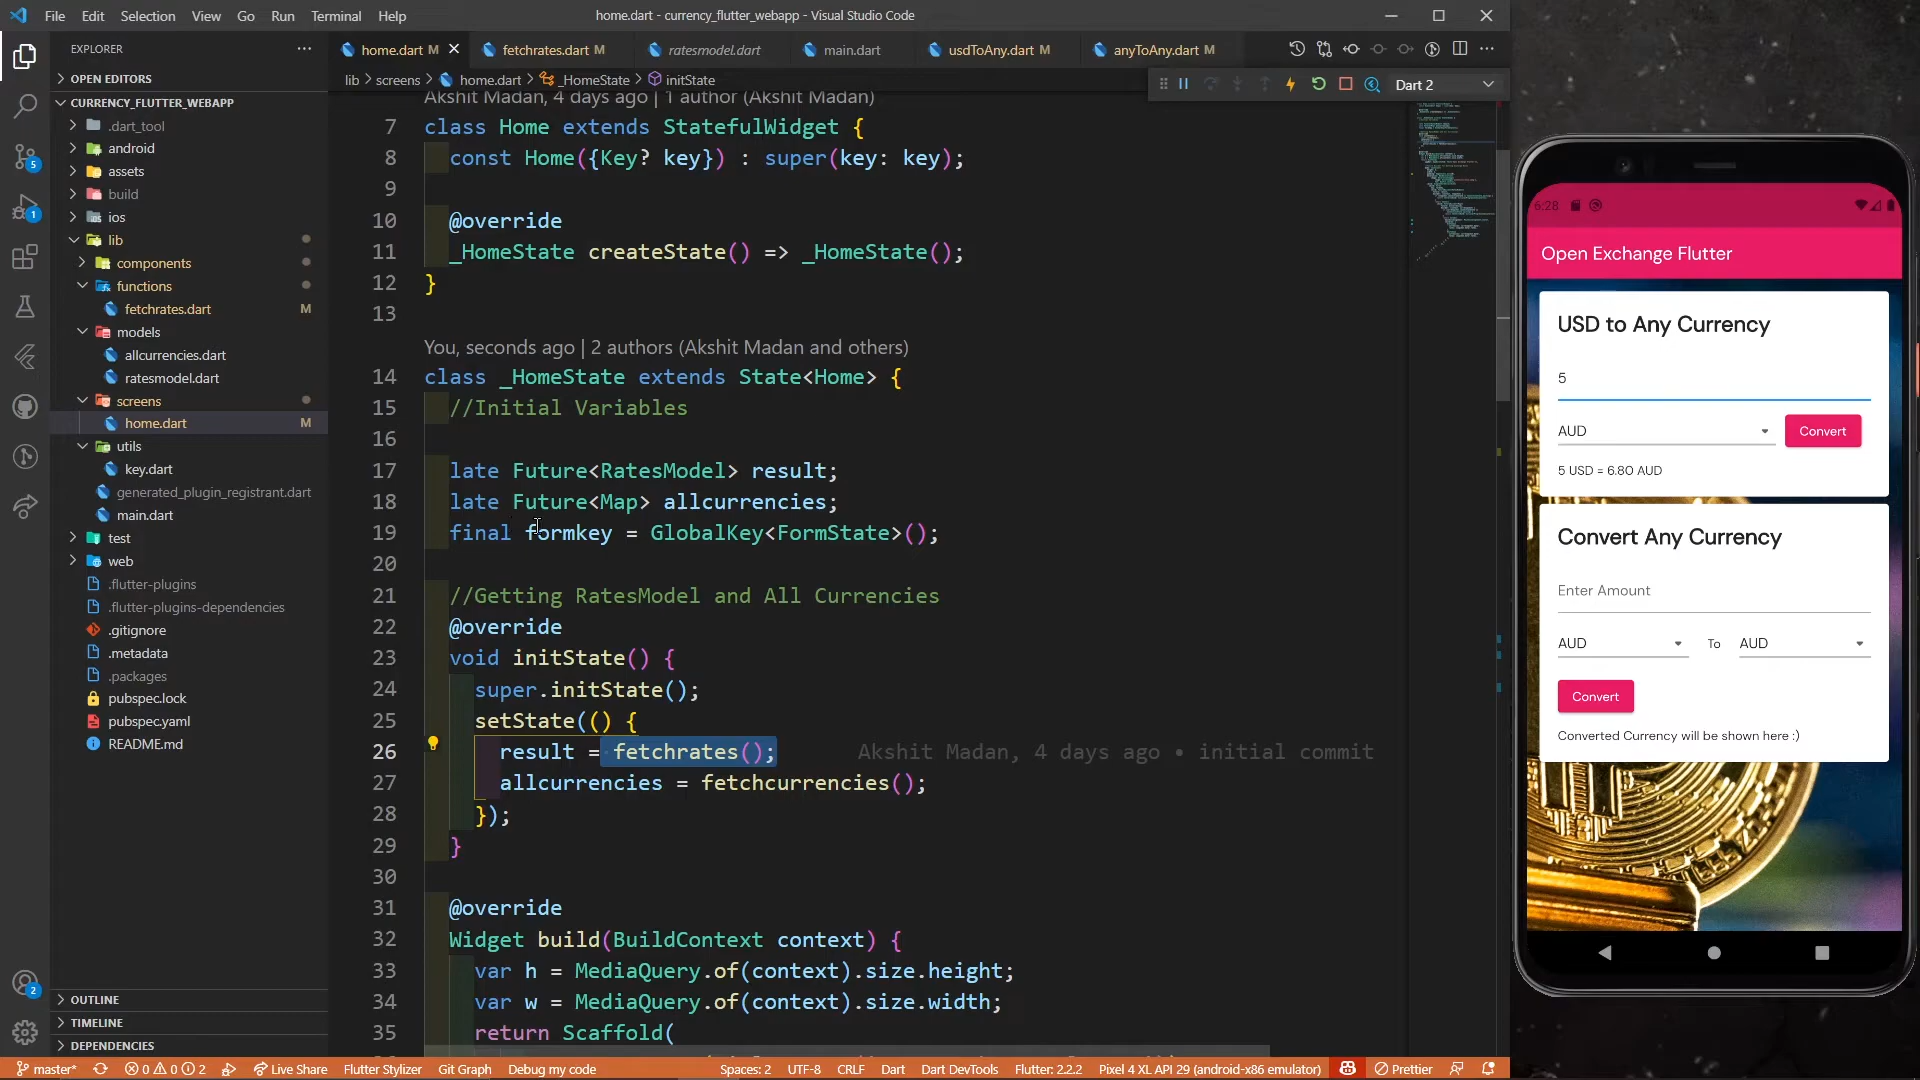 File Edit Selection View Go Run Terminal Help
home.dart - currency_flutter_webapp - Visual Studio Code
EXPLORER
OPEN EDITORS
CURRENCY_FLUTTER_WEBAPP
.dart_tool
android
assets
build
ios
lib
components
functions
fetchrates.dart M
models
allcurrencies.dart
ratesmodel.dart
screens
home.dart M
utils
key.dart
generated_plugin_registrant.dart
main.dart
test
web
.flutter-plugins
.flutter-plugins-dependencies
.gitignore
.metadata
.packages
pubspec.lock
pubspec.yaml
README.md
OUTLINE
TIMELINE
DEPENDENCIES
5
1
2
home.dart M fetchrates.dart M ratesmodel.dart main.dart usdToAny.dart M anyToAny.dart M
lib > screens > home.dart > _HomeState > initState
Dart 2
Akshit Madan, 4 days ago | 1 author (Akshit Madan)
7 class Home extends StatefulWidget {
8 const Home({Key? key}) : super(key: key);
9
10 @override
11 _HomeState createState() => _HomeState();
12 }
13
You, seconds ago | 2 authors (Akshit Madan and others)
14 class _HomeState extends State<Home> {
15 //Initial Variables
16
17 late Future<RatesModel> result;
18 late Future<Map> allcurrencies;
19 final formkey = GlobalKey<FormState>();
20
21 //Getting RatesModel and All Currencies
22 @override
23 void initState() {
24 super.initState();
25 setState(() {
26 result = fetchrates(); Akshit Madan, 4 days ago • initial commit
27 allcurrencies = fetchcurrencies();
28 });
29 }
30
31 @override
32 Widget build(BuildContext context) {
33 var h = MediaQuery.of(context).size.height;
34 var w = MediaQuery.of(context).size.width;
35 return Scaffold(
6:28
Open Exchange Flutter
USD to Any Currency
5
AUD Convert
5 USD = 6.80 AUD
Convert Any Currency
Enter Amount
AUD To AUD
Convert
Converted Currency will be shown here :)
master* 0 0 2 Live Share Flutter Stylizer Git Graph Debug my code Spaces: 2 UTF-8 CRLF Dart Dart DevTools Flutter: 2.2.2 Pixel 4 XL API 29 (android-x86 emulator) Prettier